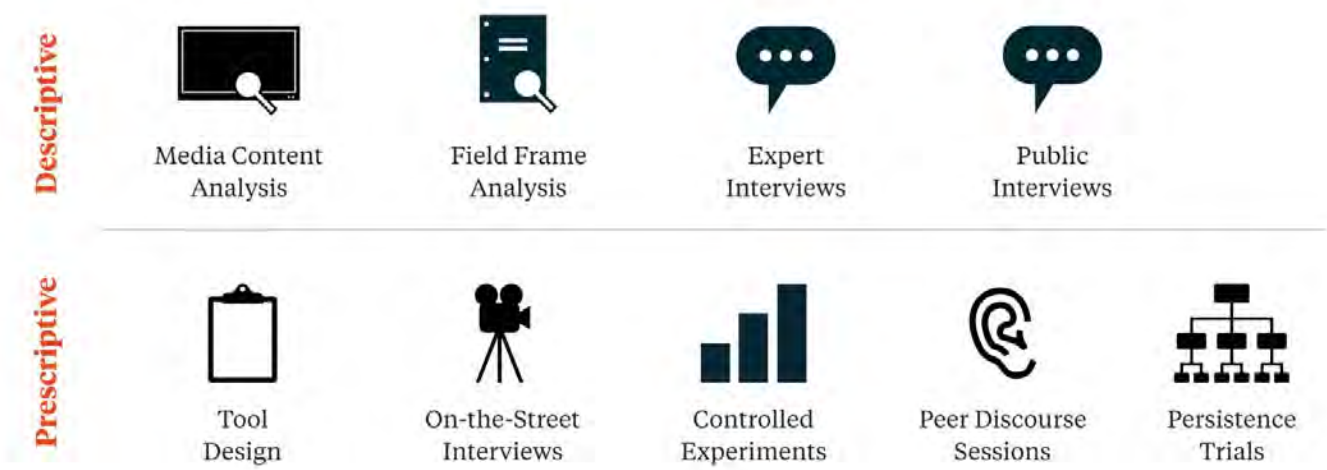 Descriptive
Media Content
Analysis
Field Frame
Analysis
Expert
Interviews
Public
Interviews
Prescriptive
Tool
Design
On-the-Street
Interviews
Controlled
Experiments
Peer Discourse
Sessions
Persistence
Trials